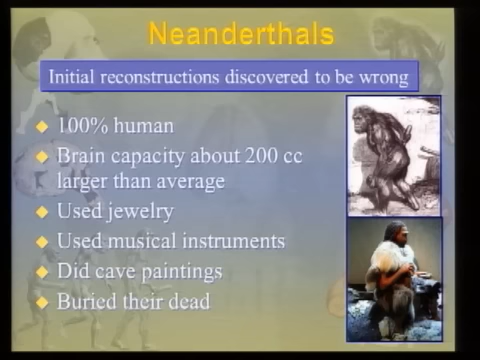 Neanderthals
Initial reconstructions discovered to be wrong
100% human
Brain capacity about 200 cc
larger than average
Used jewelry
Used musical instruments
Did cave paintings
Buried their dead